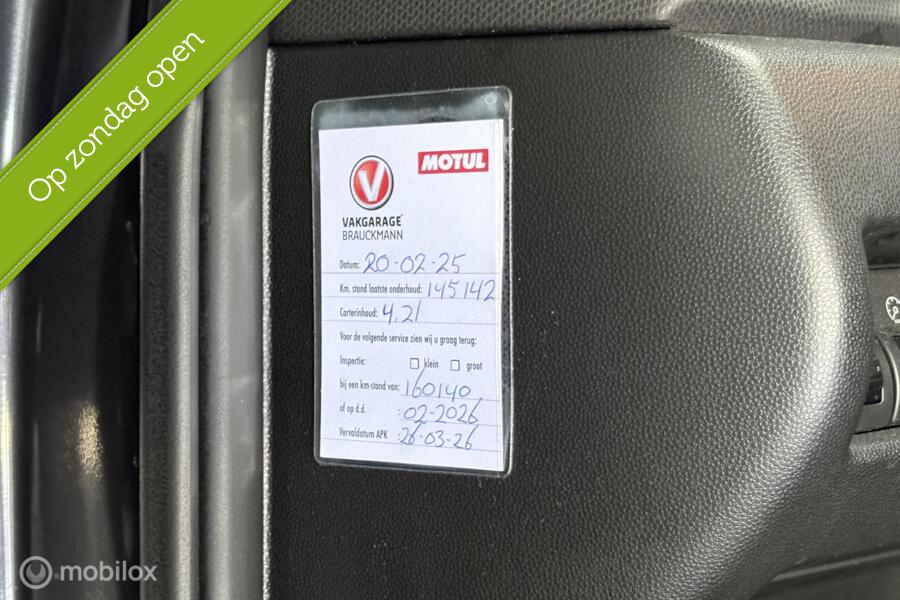 Op zondag open
MOTUL
V
VAKGARAGE
BRAUCKMANN
Datum: 20-02-25
Km. stand laatste onderhoud: 145142
Carterinhoud: 4,2l
Voor de volgende service zien wij u graag terug:
Inspectie: klein groot
bij een km-stand van: 160140
of op d.d. :02-2026
Vervaldatum APK :26-03-26
mobilox